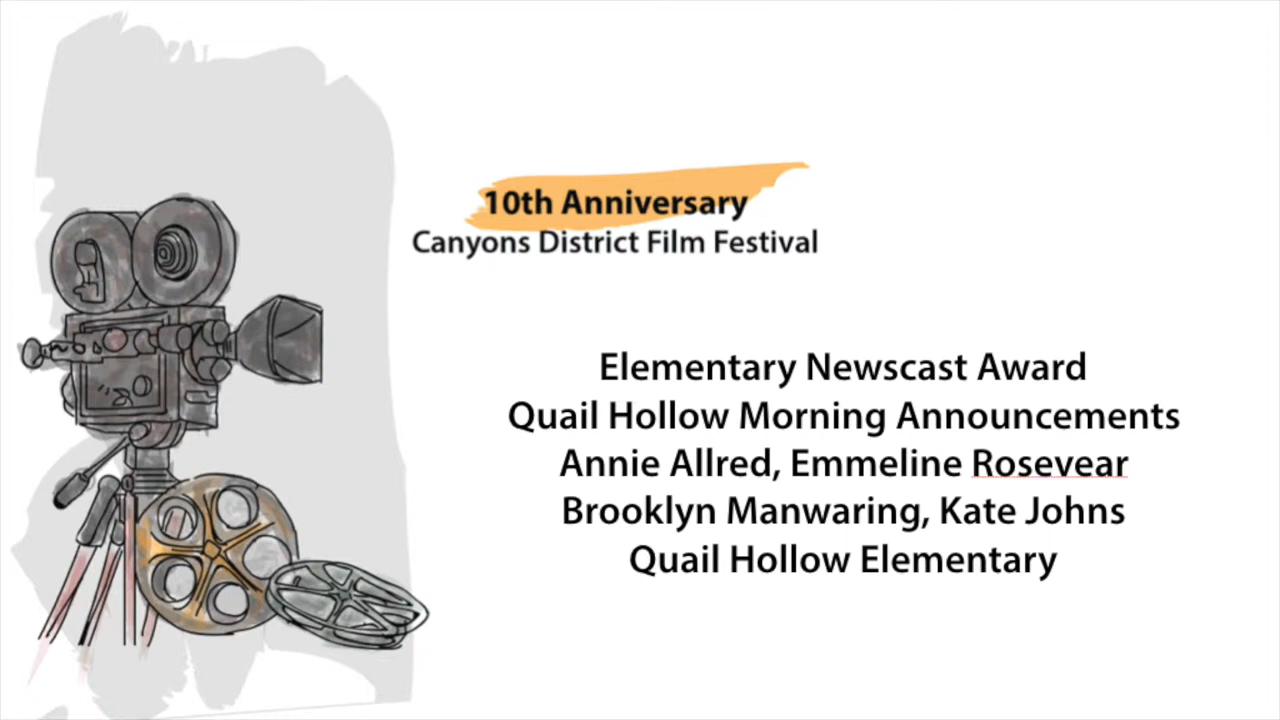 10th Anniversary
Canyons District Film Festival
Elementary Newscast Award
Quail Hollow Morning Announcements
Annie Allred, Emmeline Rosevear
Brooklyn Manwaring, Kate Johns
Quail Hollow Elementary